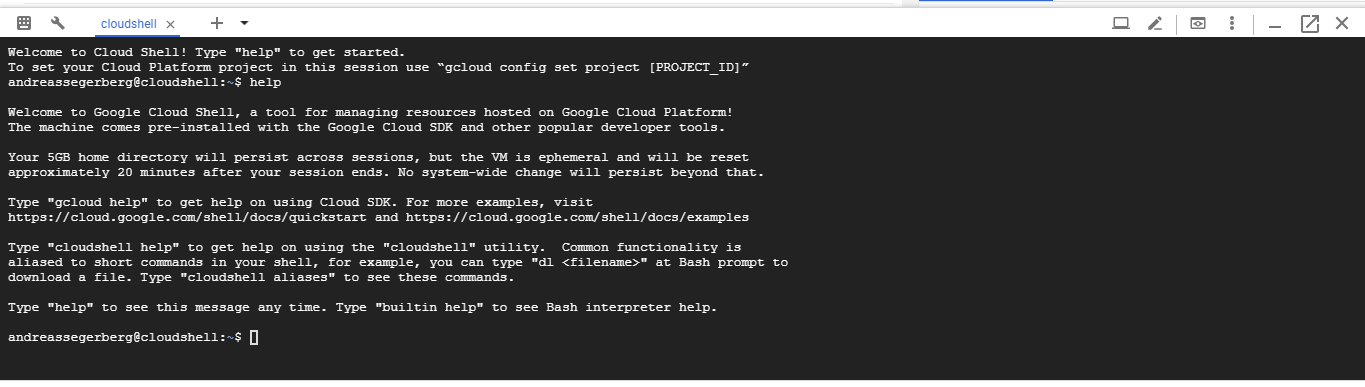 cloudshell
Welcome to Cloud Shell! Type "help" to get started.
To set your Cloud Platform project in this session use “gcloud config set project [PROJECT_ID]”
andreassegerberg@cloudshell:~$ help
Welcome to Google Cloud Shell, a tool for managing resources hosted on Google Cloud Platform!
The machine comes pre-installed with the Google Cloud SDK and other popular developer tools.
Your 5GB home directory will persist across sessions, but the VM is ephemeral and will be reset
approximately 20 minutes after your session ends. No system-wide change will persist beyond that.
Type "gcloud help" to get help on using Cloud SDK. For more examples, visit
https://cloud.google.com/shell/docs/quickstart and https://cloud.google.com/shell/docs/examples
Type "cloudshell help" to get help on using the "cloudshell" utility.  Common functionality is
aliased to short commands in your shell, for example, you can type "dl <filename>" at Bash prompt to
download a file. Type "cloudshell aliases" to see these commands.
Type "help" to see this message any time. Type "builtin help" to see Bash interpreter help.
andreassegerberg@cloudshell:~$